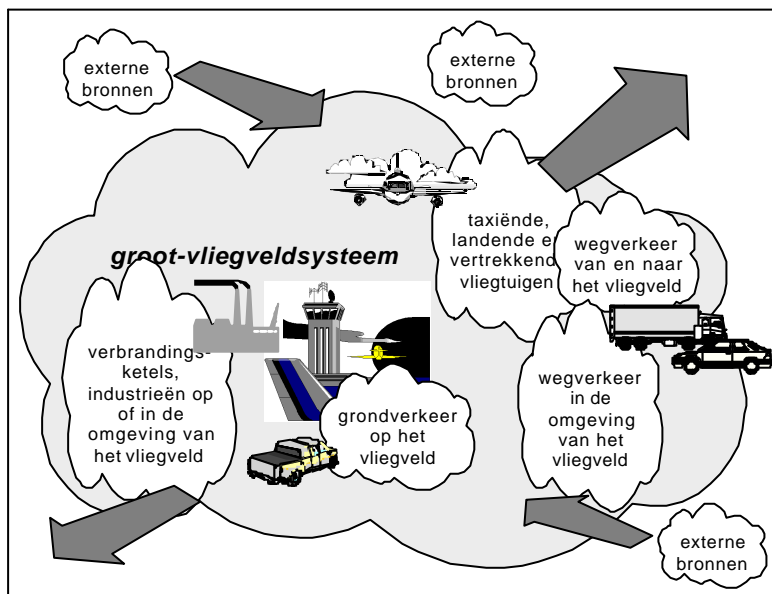 externe
bronnen
externe
bronnen
taxiënde,
landende e
vertrekkend
vliegtuigen
wegverkeer
van en naar
het vliegveld
groot-vliegveldsysteem
verbrandings-
ketels,
industrieën op
of in de
omgeving van
het vliegveld
grondverkeer
op het
vliegveld
wegverkeer
in de
omgeving
van het
vliegveld
externe
bronnen